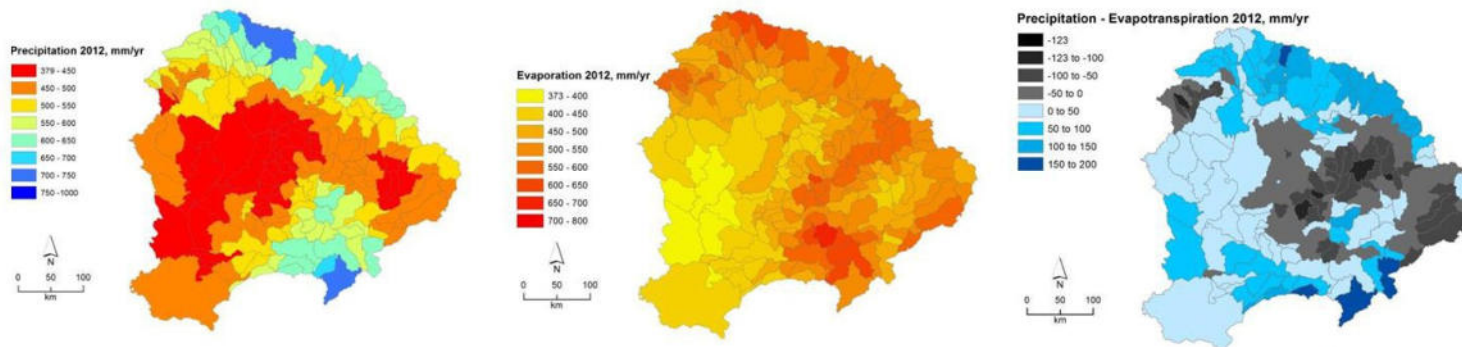 Precipitation 2012, mm/yr
379 - 450
450 - 500
500 - 550
550 - 600
600 - 650
650 - 700
700 - 750
750 -1000
N
0 50 100
km
Evaporation 2012, mm/yr
373 - 400
400 - 450
450 - 500
500 - 550
550 - 600
600 - 650
650 - 700
700 - 800
N
0 50 100
km
Precipitation - Evapotranspiration 2012, mm/yr
-123
-123 to -100
-100 to -50
-50 to 0
0 to 50
50 to 100
100 to 150
150 to 200
N
0 50 100
km